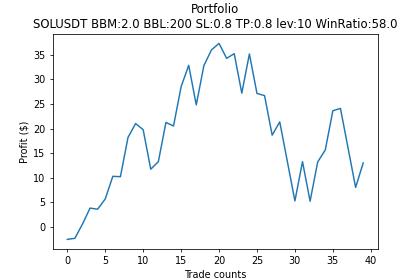 Portfolio
SOLUSDT BBM:2.0 BBL:200 SL:0.8 TP:0.8 lev:10 WinRatio:58.0
Profit ($)
35
30
25
20
15
10
5
0
0 5 10 15 20 25 30 35 40
Trade counts